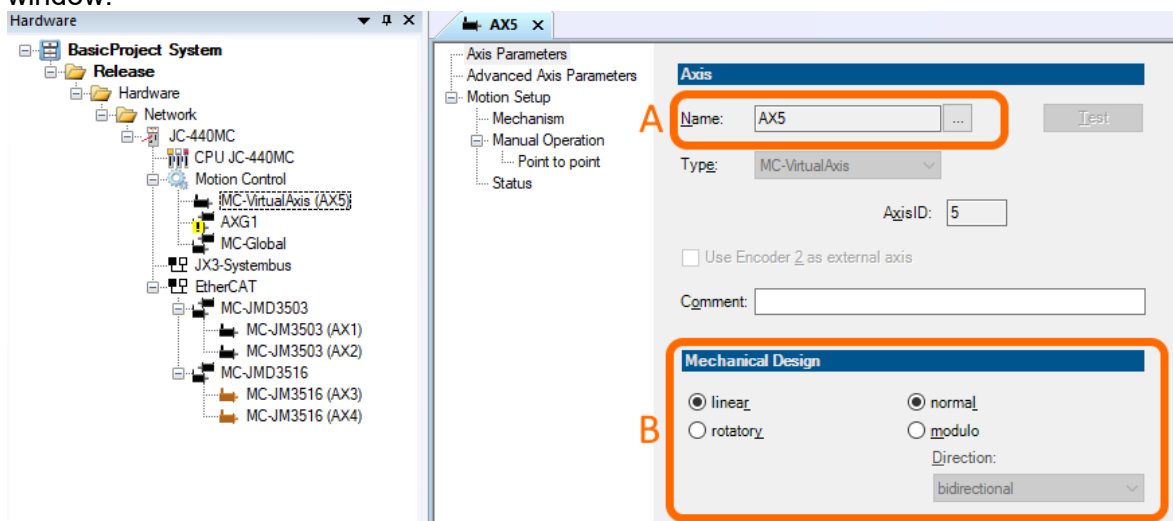 window.
Hardware
BasicProject System
Release
Hardware
Network
JC-440MC
CPU JC-440MC
Motion Control
MC-VirtualAxis (AX5)
AXG1
MC-Global
JX3-Systembus
EtherCAT
MC-JMD3503
MC-JM3503 (AX1)
MC-JM3503 (AX2)
MC-JMD3516
MC-JM3516 (AX3)
MC-JM3516 (AX4)
AX5
Axis Parameters
Advanced Axis Parameters
Motion Setup
Mechanism
Manual Operation
Point to point
Status
Axis
A
Name: AX5 ... Test
Type: MC-VirtualAxis
AxisID: 5
Use Encoder 2 as external axis
Comment:
Mechanical Design
B
linear normal
rotatory modulo
Direction:
bidirectional